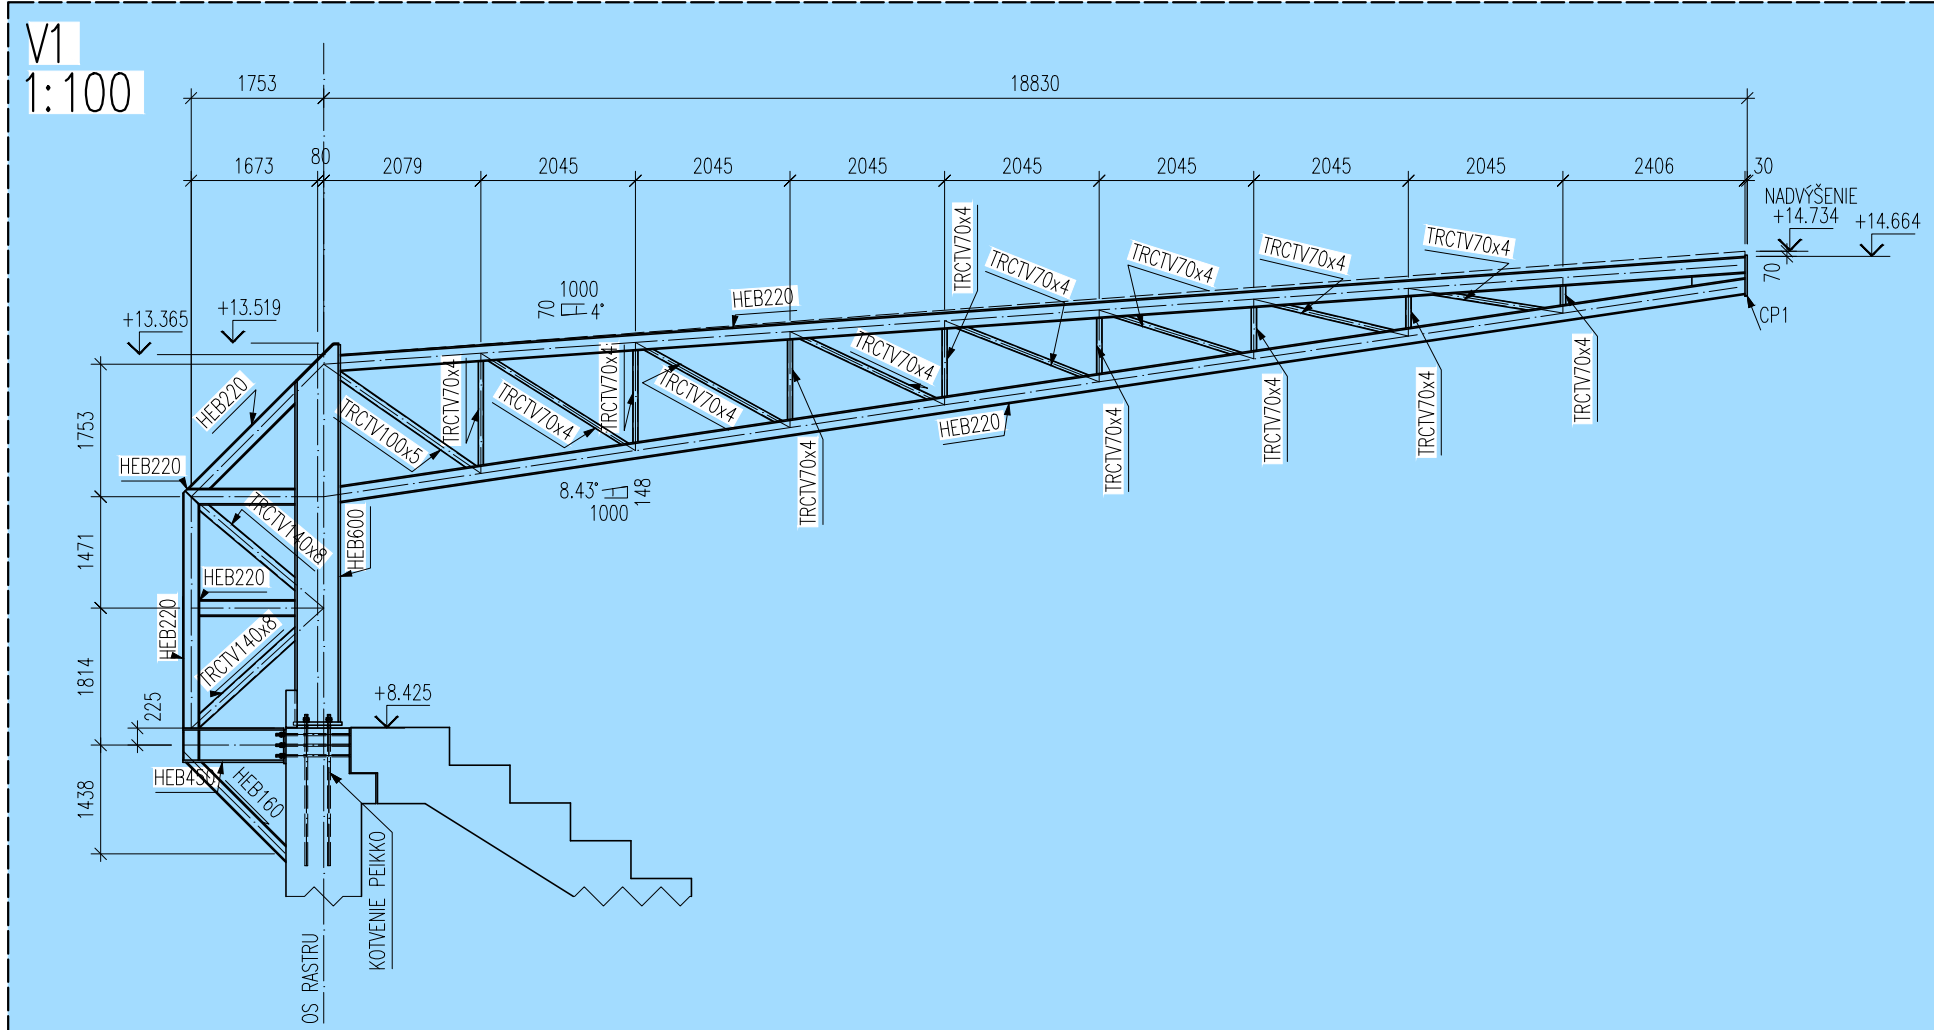 V1
1:100
1753
18830
1673
80
2079
2045
2045
2045
2045
2045
2045
2045
2406
30
NADVÝŠENIE
+14.734
+14.664
70
CP1
+13.365
+13.519
1000
70
4°
HEB220
TRCTV70x4
TRCTV70x4
TRCTV70x4
TRCTV70x4
TRCTV70x4
HEB220
TRCTV100x5
TRCTV70x4
TRCTV70x4
TRCTV70x4
TRCTV70x4
TRCTV70x4
TRCTV70x4
HEB220
TRCTV70x4
TRCTV70x4
TRCTV70x4
TRCTV70x4
8.43°
148
1000
1753
1471
1814
225
1438
HEB220
TRCTV140x8
HEB600
HEB220
HEB220
TRCTV140x8
+8.425
HEB450
HEB160
KOTVENIE PEIKKO
OS RASTRU